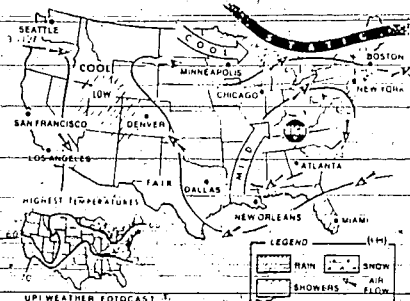 SEATTLE
COOL
STATIC
BOSTON
COOL
MINNEAPOLIS
NEW YORK
LOW
CHICAGO
SAN FRANCISCO
DENVER
MILD
LOS ANGELES
ATLANTA
FAIR
DALLAS
HIGHEST TEMPERATURES
NEW ORLEANS
MIAMI
LEGEND
RAIN
SNOW
SHOWERS
AIR
FLOW
UPI WEATHER FOTOCAST